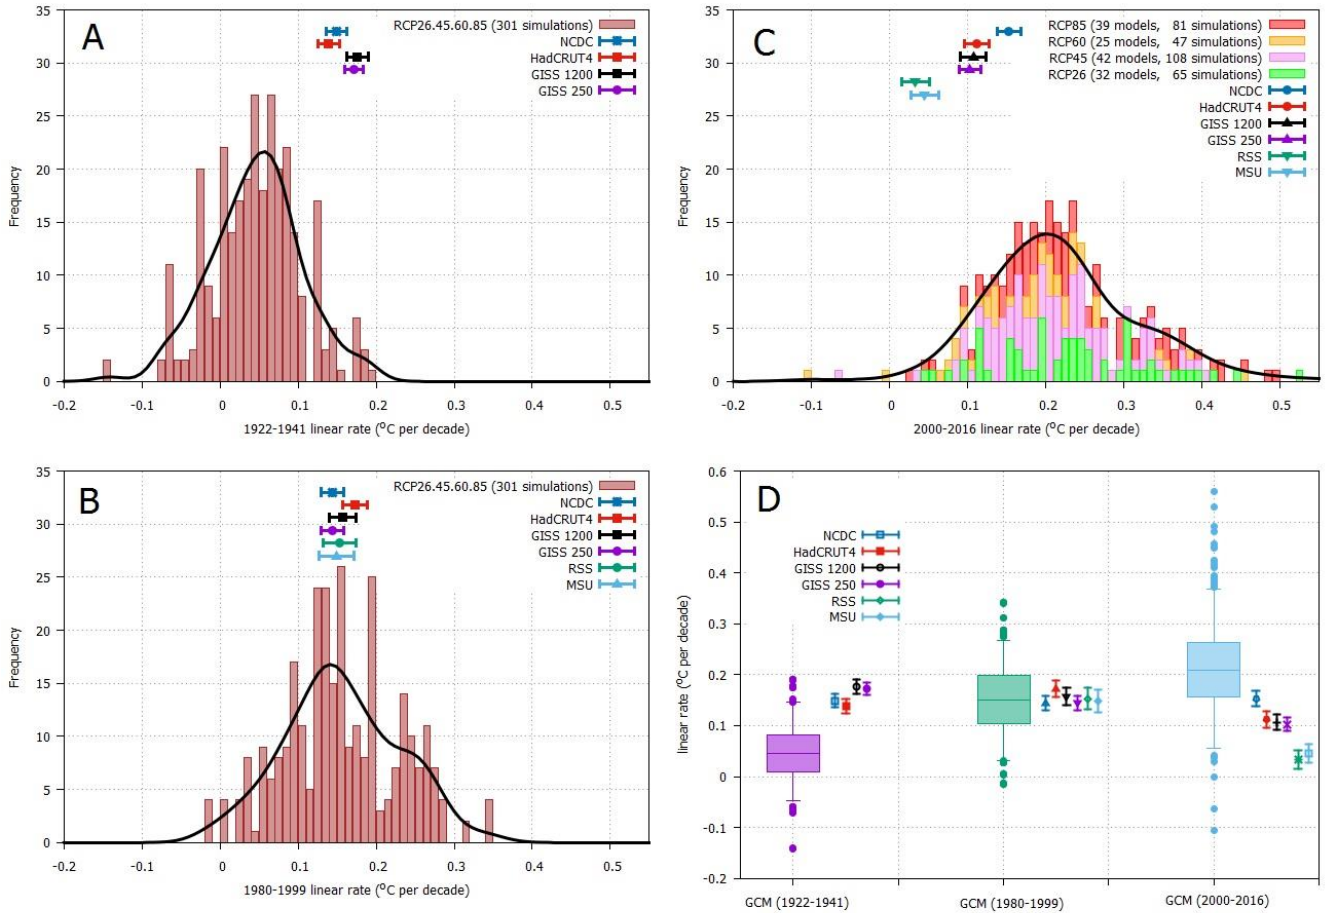 A
RCP26.45.60.85 (301 simulations)
NCDC
HadCRUT4
GISS 1200
GISS 250
Frequency
35
30
25
20
15
10
5
0
-0.2 -0.1 0 0.1 0.2 0.3 0.4 0.5
1922-1941 linear rate (°C per decade)
C
RCP85 (39 models, 81 simulations)
RCP60 (25 models, 47 simulations)
RCP45 (42 models, 108 simulations)
RCP26 (32 models, 65 simulations)
NCDC
HadCRUT4
GISS 1200
GISS 250
RSS
MSU
Frequency
35
30
25
20
15
10
5
0
-0.2 -0.1 0 0.1 0.2 0.3 0.4 0.5
2000-2016 linear rate (°C per decade)
B
RCP26.45.60.85 (301 simulations)
NCDC
HadCRUT4
GISS 1200
GISS 250
RSS
MSU
Frequency
35
30
25
20
15
10
5
0
-0.2 -0.1 0 0.1 0.2 0.3 0.4 0.5
1980-1999 linear rate (°C per decade)
D
NCDC
HadCRUT4
GISS 1200
GISS 250
RSS
MSU
linear rate (°C per decade)
0.6
0.5
0.4
0.3
0.2
0.1
0
-0.1
-0.2
GCM (1922-1941) GCM (1980-1999) GCM (2000-2016)